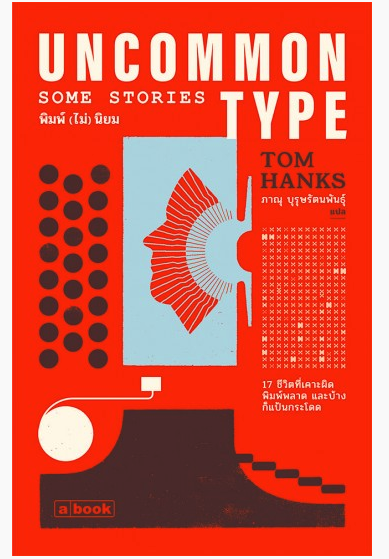 UNCOMMON
TYPE
SOME STORIES
พิมพ์ (ไม่) นิยม
TOM
HANKS
ภาณุ บุรุษรัตนพันธุ์
แปล
17 ชีวิตที่เคาะผิด
พิมพ์พลาด และบ้าง
ก็แป้นกระโดด
a book